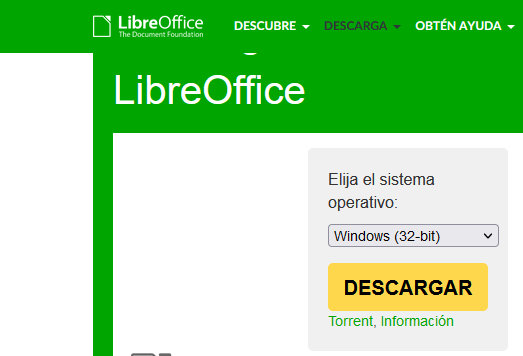 LibreOffice
The Document Foundation
DESCUBRE DESCARGA OBTÉN AYUDA
LibreOffice
Elija el sistema
operativo:
Windows (32-bit)
DESCARGAR
Torrent, Información